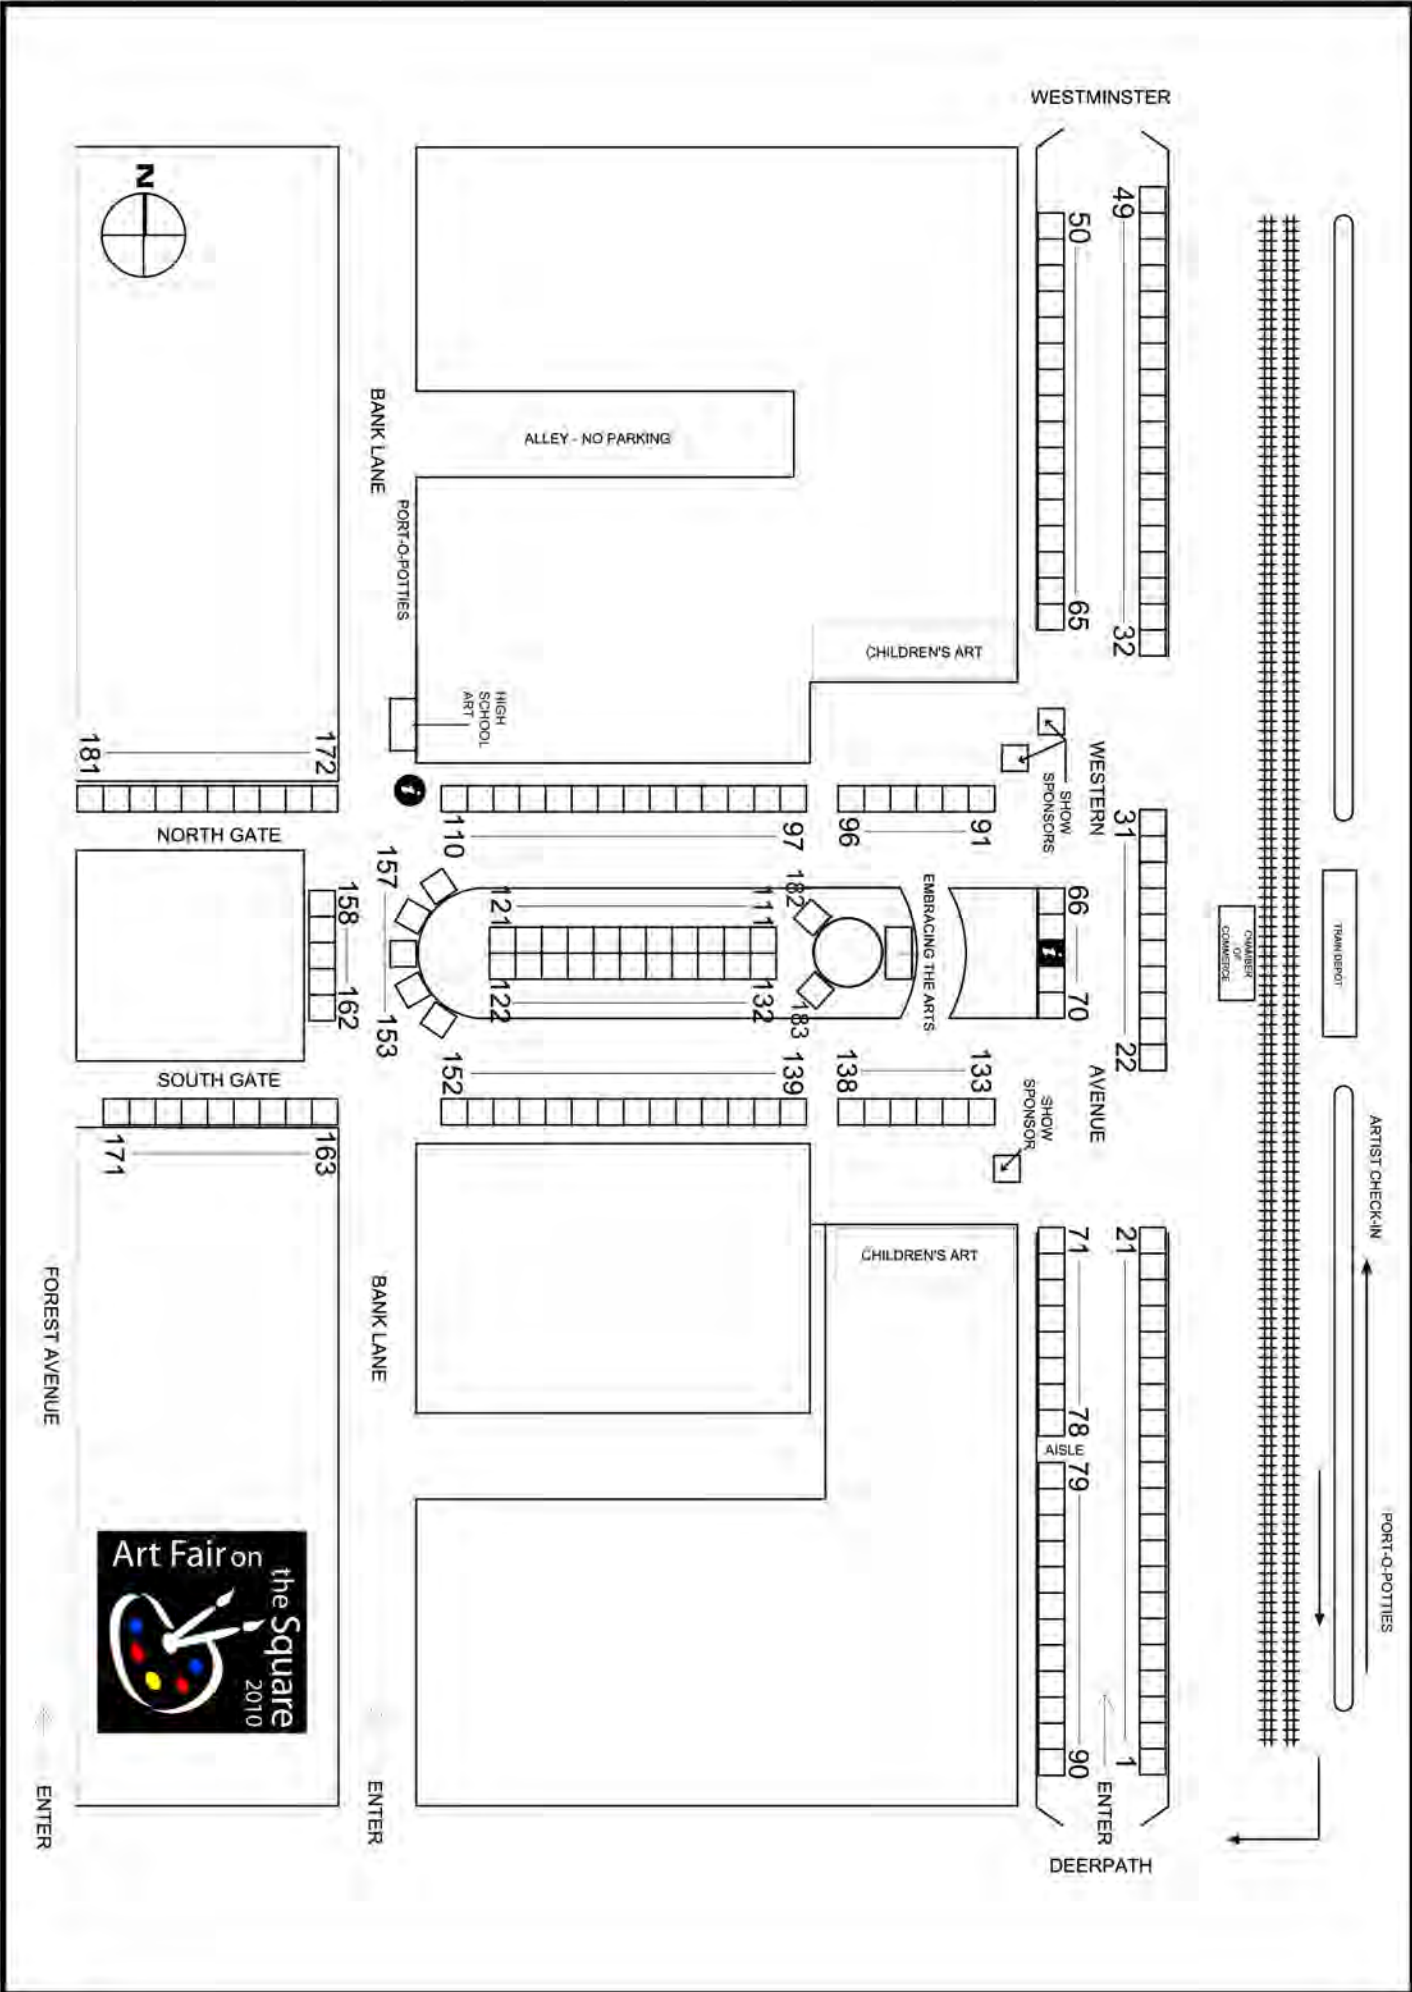 WESTMINSTER
N
49
50
BANK LANE
ALLEY - NO PARKING
PORT-O-POTTIES
65
32
CHILDREN'S ART
HIGH
SCHOOL
ART
181
172
i
NORTH GATE
110
97
96
91
SHOW
SPONSORS
WESTERN
31
TRAIN DEPOT
CHAMBER
OF
COMMERCE
157
158
162
153
121
111
182
122
132
183
EMBRACING THE ARTS
66
i
70
22
SOUTH GATE
152
139
138
133
SHOW
SPONSOR
AVENUE
171
163
ARTIST CHECK-IN
CHILDREN'S ART
71
21
FOREST AVENUE
BANK LANE
78
AISLE
79
PORT-O-POTTIES
Art Fair on
the Square
2010
90
1
ENTER
ENTER
ENTER
DEERPATH